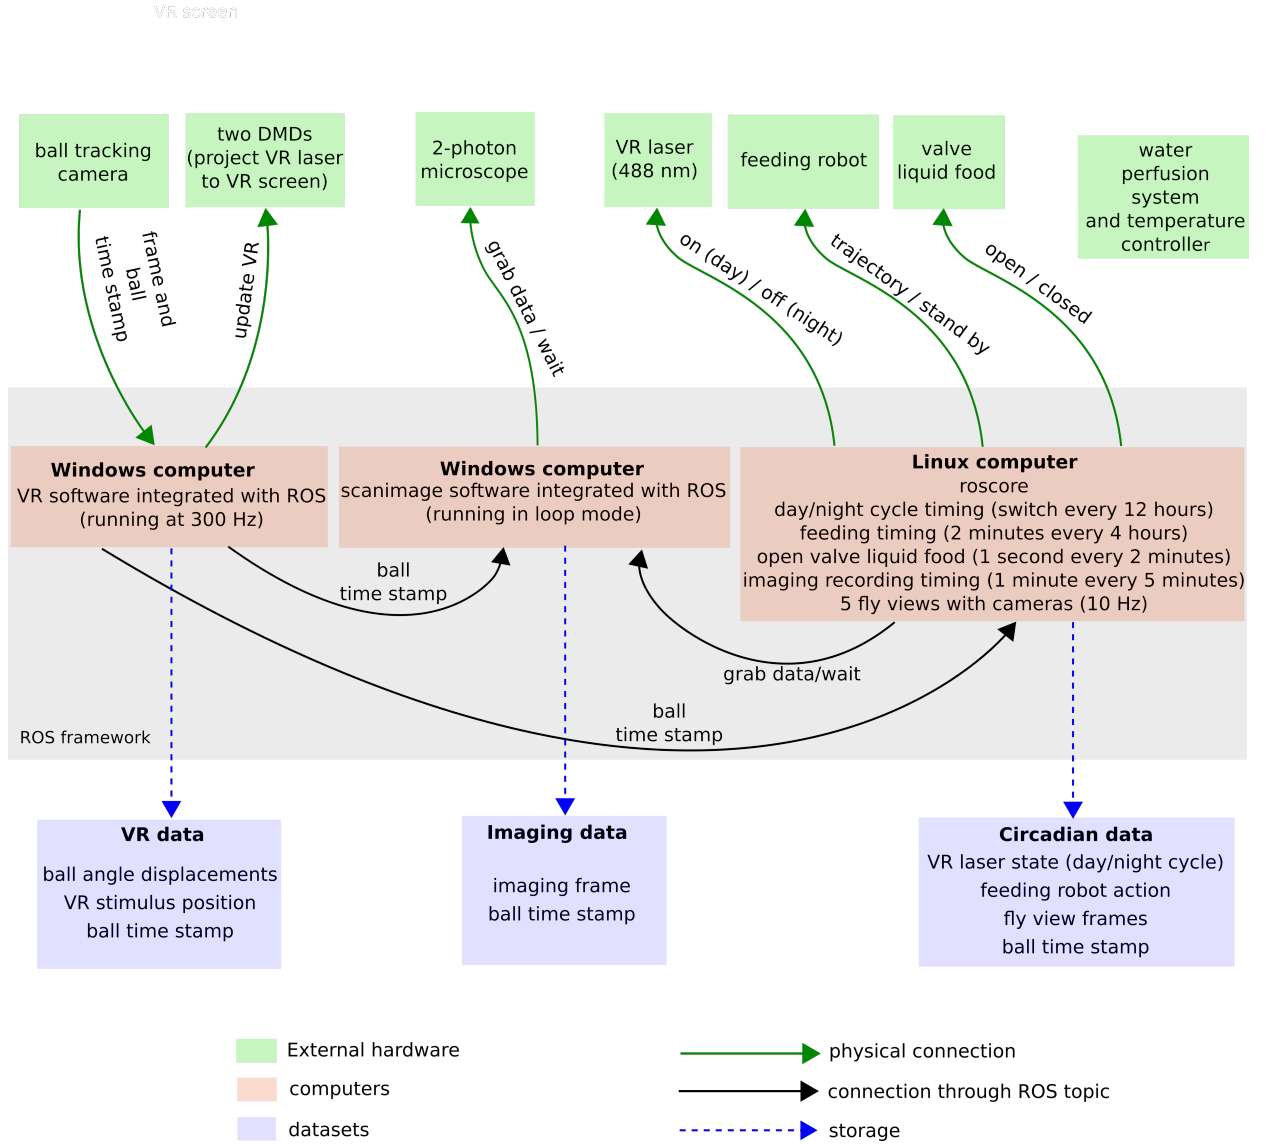 VR screen
ball tracking
camera
two DMDs
(project VR laser
to VR screen)
2-photon
microscope
VR laser
(488 nm)
feeding robot
valve
liquid food
water
perfusion
system
and temperature
controller
frame and
ball
time stamp
update VR
grab data / wait
on (day) / off (night)
trajectory / stand by
open / closed
Windows computer
VR software integrated with ROS
(running at 300 Hz)
Windows computer
scanimage software integrated with ROS
(running in loop mode)
Linux computer
roscore
day/night cycle timing (switch every 12 hours)
feeding timing (2 minutes every 4 hours)
open valve liquid food (1 second every 2 minutes)
imaging recording timing (1 minute every 5 minutes)
5 fly views with cameras (10 Hz)
ball
time stamp
grab data/wait
ball
time stamp
ROS framework
VR data
ball angle displacements
VR stimulus position
ball time stamp
Imaging data
imaging frame
ball time stamp
Circadian data
VR laser state (day/night cycle)
feeding robot action
fly view frames
ball time stamp
External hardware
computers
datasets
physical connection
connection through ROS topic
storage